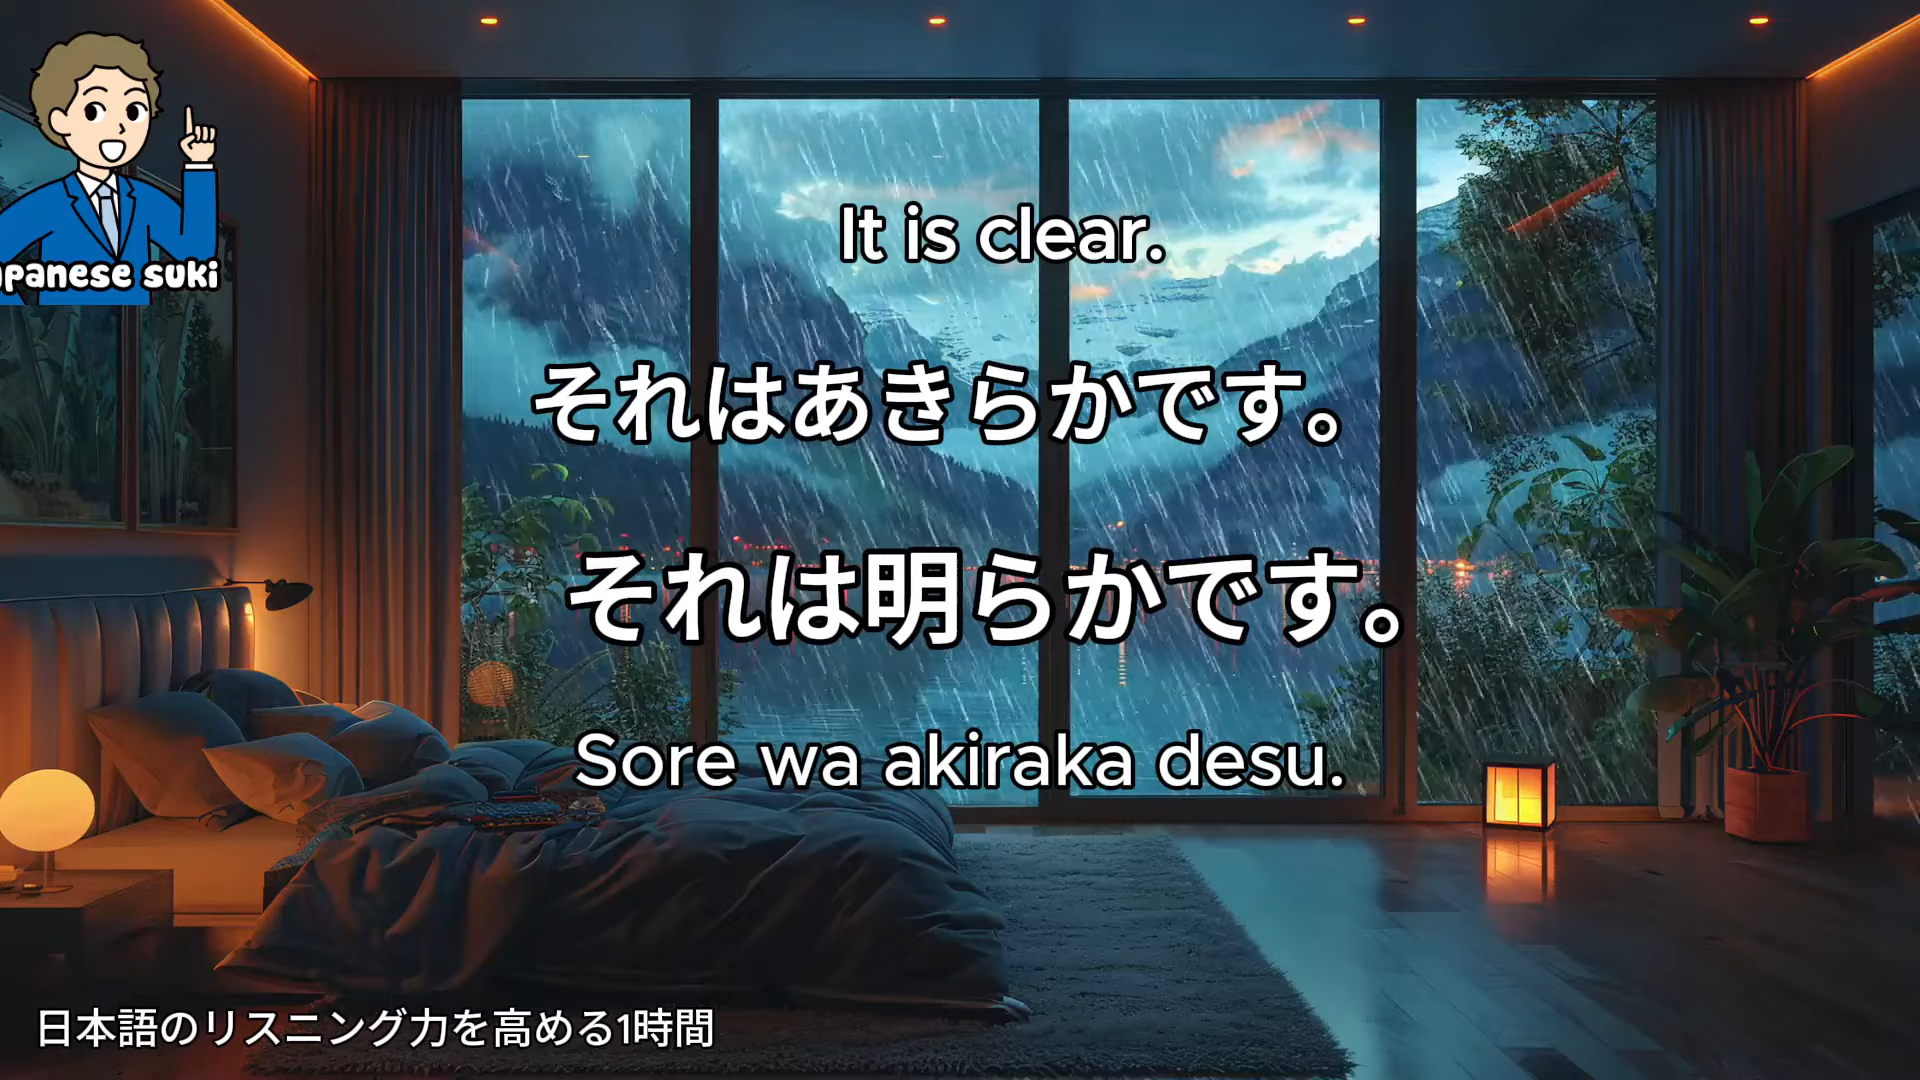 apanese suki
It is clear.
それはあきらかです。
それは明らかです。
Sore wa akiraka desu.
日本語のリスニング力を高める1時間